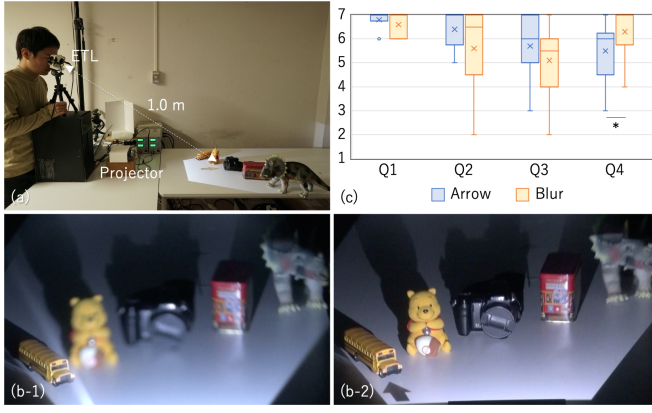 ETL
1.0 m
Projector
(a)
7
6
5
4
3
2
1
*
Q1 Q2 Q3 Q4
Arrow Blur
(c)
(b-1)
(b-2)